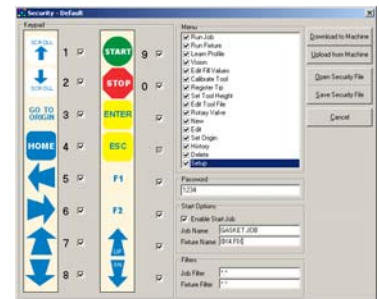 Security - Default
Keypad
SCROLL
1
START
9
SCROLL
2
STOP
0
GO TO ORIGIN
3
ENTER
HOME
4
ESC
5
F1
6
F2
7
UP
8
DN
Menu
Run Job
Run Fixture
Learn Profile
Vision
Edit Fill Values
Calibrate Tool
Register Tip
Set Tool Height
Edit Tool File
Rotary Valve
New
Edit
Set Origin
History
Delete
Setup
Password
1234
Start Options
Enable Start Job
Job Name GASKET.JOB
Fixture Name
Filters
Job Filter *.*
Fixture Filter *.*
Download to Machine
Upload from Machine
Open Security File
Save Security File
Cancel